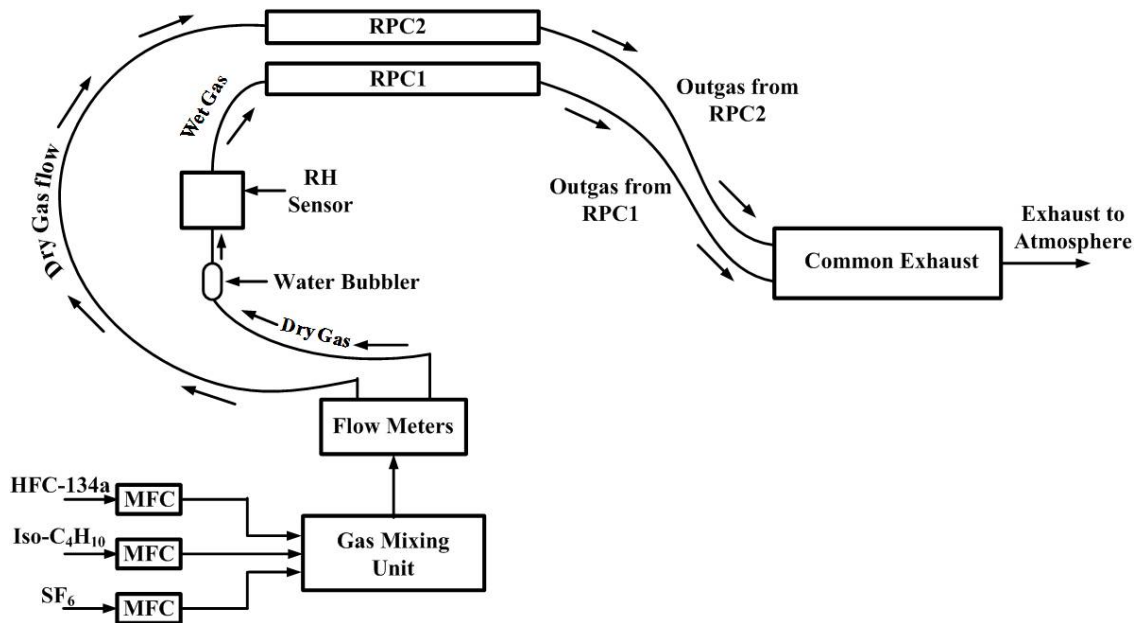 RPC2
RPC1
Wet Gas
Dry Gas flow
Outgas from
RPC2
RH
Sensor
Outgas from
RPC1
Exhaust to
Atmosphere
Common Exhaust
Water Bubbler
Dry Gas
Flow Meters
HFC-134a
MFC
Iso-C₄H₁₀
MFC
Gas Mixing
Unit
SF₆
MFC